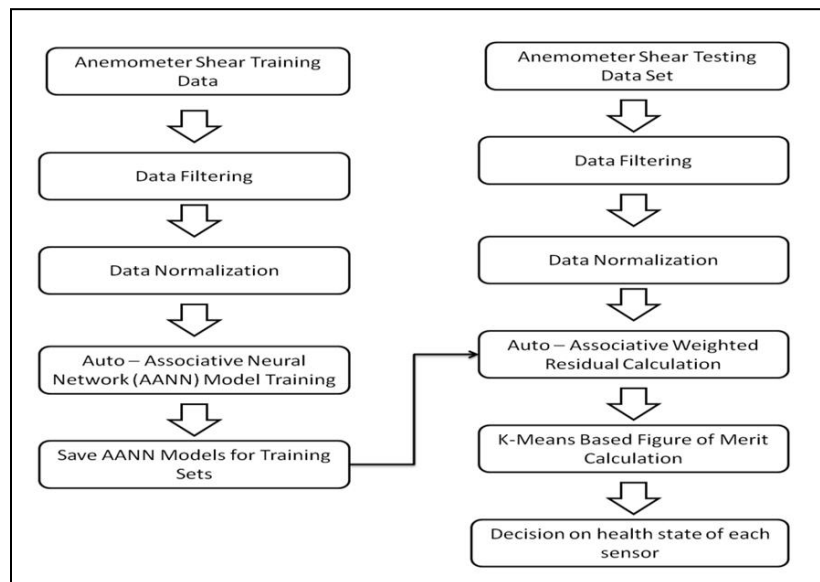 Anemometer Shear Training
Data
Data Filtering
Data Normalization
Auto – Associative Neural
Network (AANN) Model Training
Save AANN Models for Training
Sets
Anemometer Shear Testing
Data Set
Data Filtering
Data Normalization
Auto – Associative Weighted
Residual Calculation
K-Means Based Figure of Merit
Calculation
Decision on health state of each
sensor